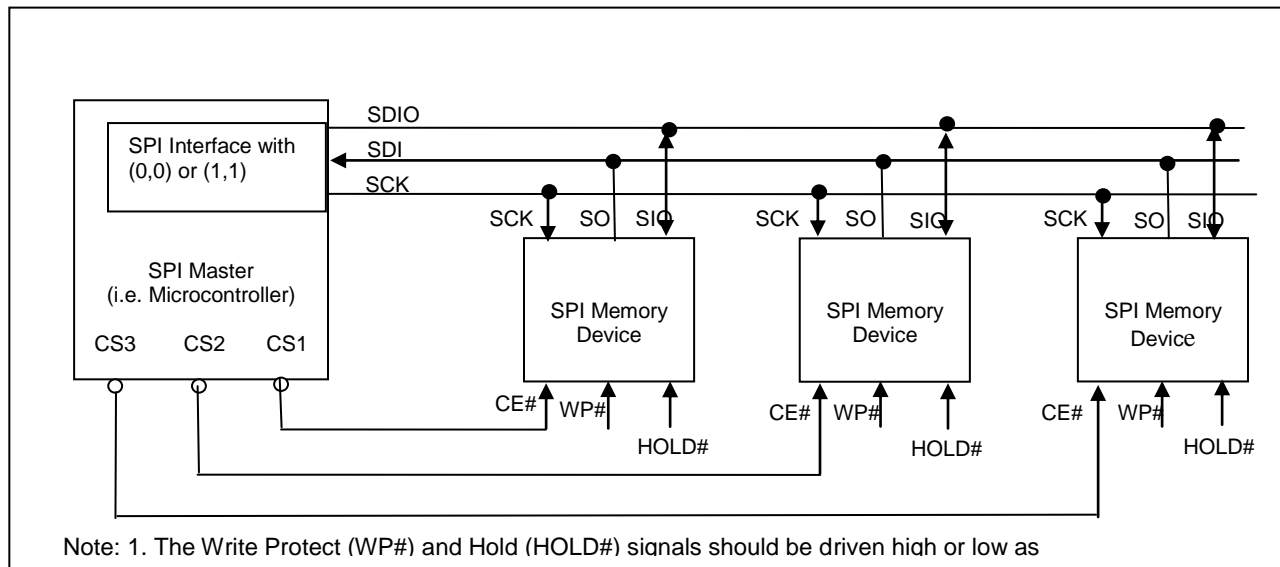 SDIO
SPI Interface with
(0,0) or (1,1)
SDI
SCK
SCK SO SIO SCK SO SIO SCK SO SIO
SPI Master
(i.e. Microcontroller)
SPI Memory
Device
SPI Memory
Device
SPI Memory
Device
CS3 CS2 CS1
CE# WP# HOLD#
CE# WP# HOLD#
CE# WP# HOLD#
Note: 1. The Write Protect (WP#) and Hold (HOLD#) signals should be driven high or low as